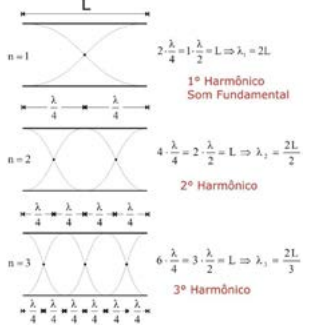 L
n = 1
2·λ/4 = 1·λ/2 = L ⇒ λ₁ = 2L
1º Harmônico
Som Fundamental
λ/4 λ/4
n = 2
4·λ/4 = 2·λ/2 = L ⇒ λ₂ = 2L/2
2º Harmônico
λ/4 λ/4 λ/4 λ/4
n = 3
6·λ/4 = 3·λ/2 = L ⇒ λ₃ = 2L/3
3º Harmônico
λ/4 λ/4 λ/4 λ/4 λ/4 λ/4